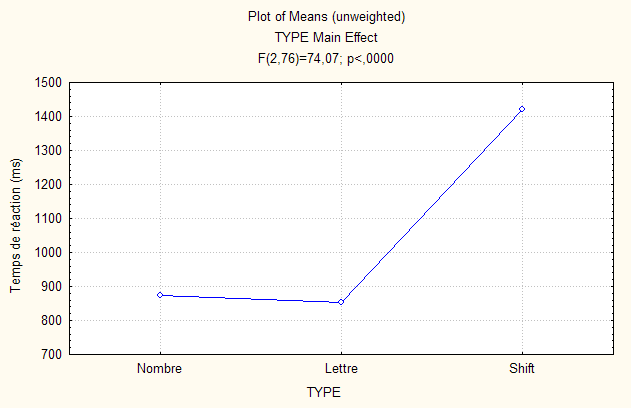 Plot of Means (unweighted)
TYPE Main Effect
F(2,76)=74,07; p<,0000
Temps de réaction (ms)
1500
1400
1300
1200
1100
1000
900
800
700
Nombre Lettre Shift
TYPE